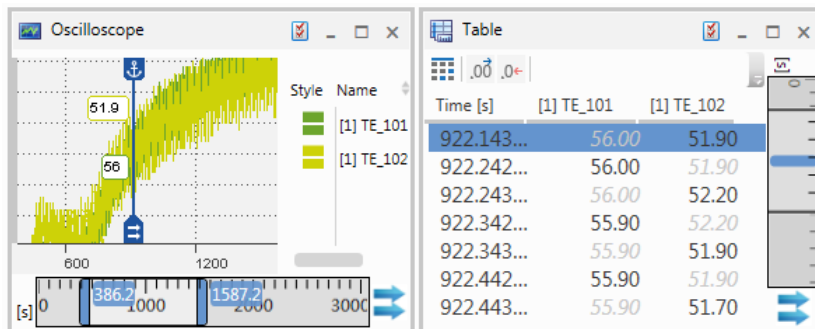 Oscilloscope
51.9
56
600 1200
Style Name
[1] TE_101
[1] TE_102
[s] 0 386.2 1000 1587.2 2000 3000
Table
.00 .0
Time [s] [1] TE_101 [1] TE_102
922.143... 56.00 51.90
922.242... 56.00 51.90
922.243... 56.00 52.20
922.342... 55.90 52.20
922.343... 55.90 51.90
922.442... 55.90 51.90
922.443... 55.90 51.70
[s]
0